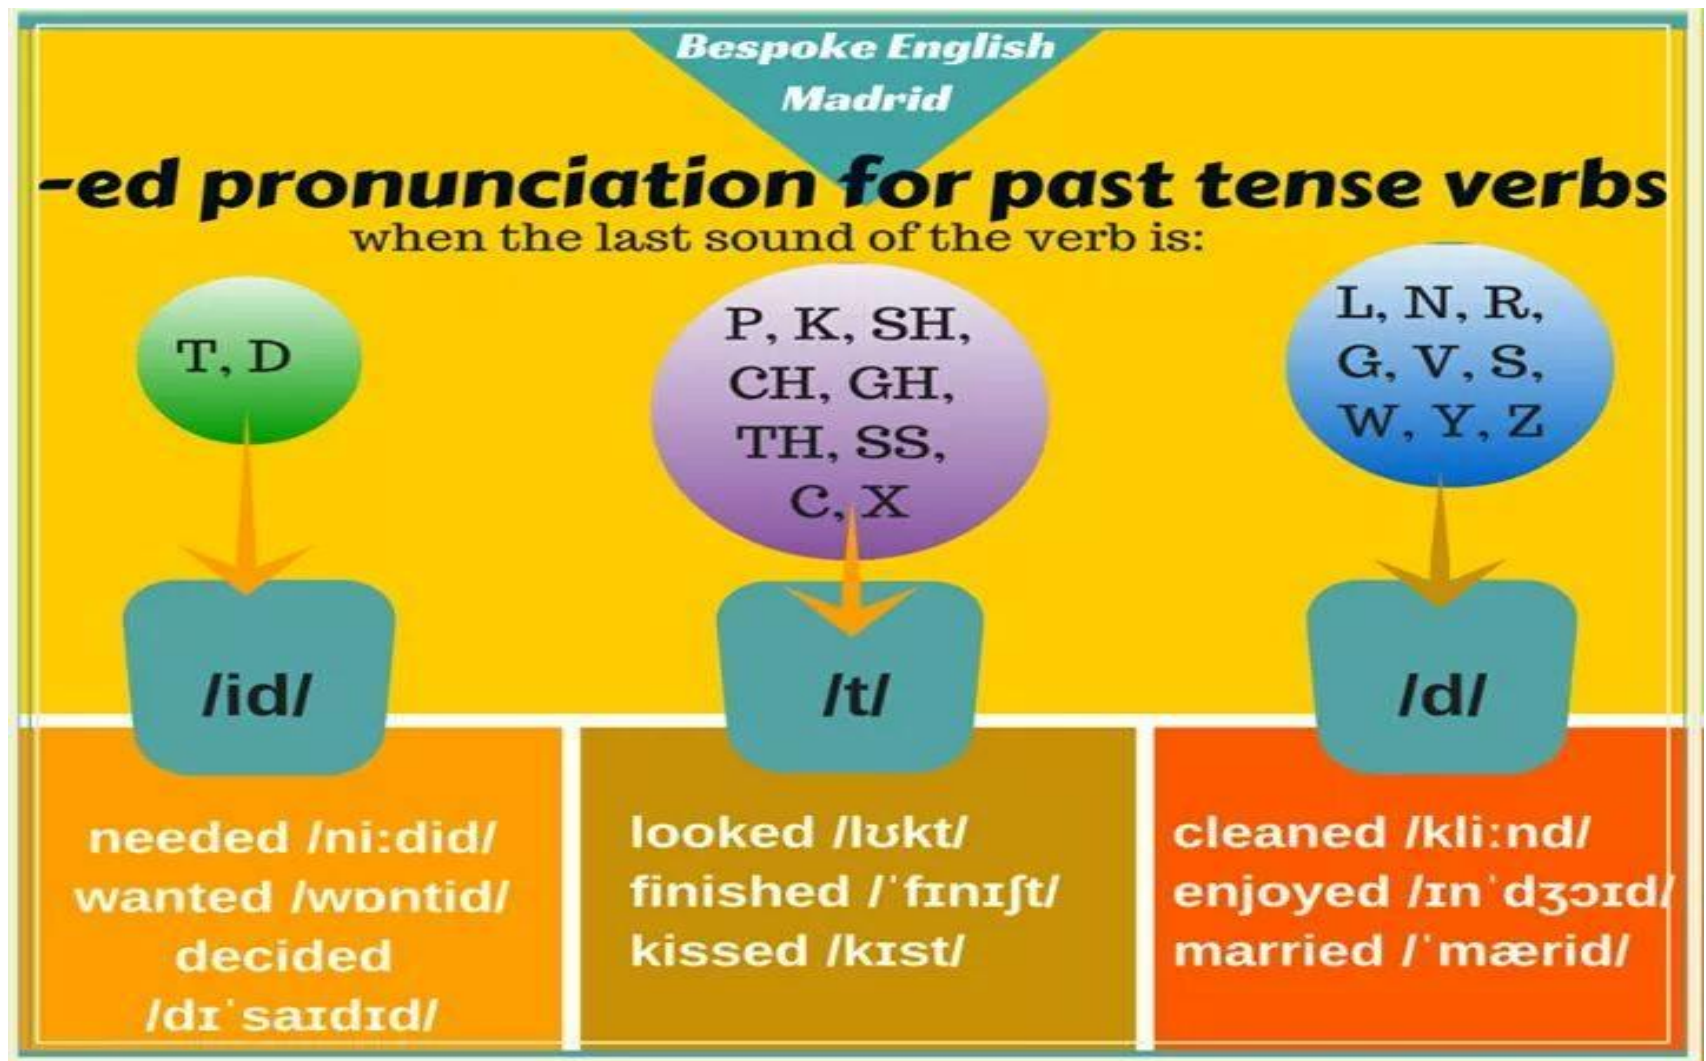 Bespoke English
Madrid
-ed pronunciation for past tense verbs
when the last sound of the verb is:
T, D
P, K, SH,
CH, GH,
TH, SS,
C, X
L, N, R,
G, V, S,
W, Y, Z
/id/
/t/
/d/
needed /ni:did/
wanted /wɒntid/
decided
/dɪˈsaɪdɪd/
looked /lʊkt/
finished /ˈfɪnɪʃt/
kissed /kɪst/
cleaned /kli:nd/
enjoyed /ɪnˈdʒɔɪd/
married /ˈmærid/